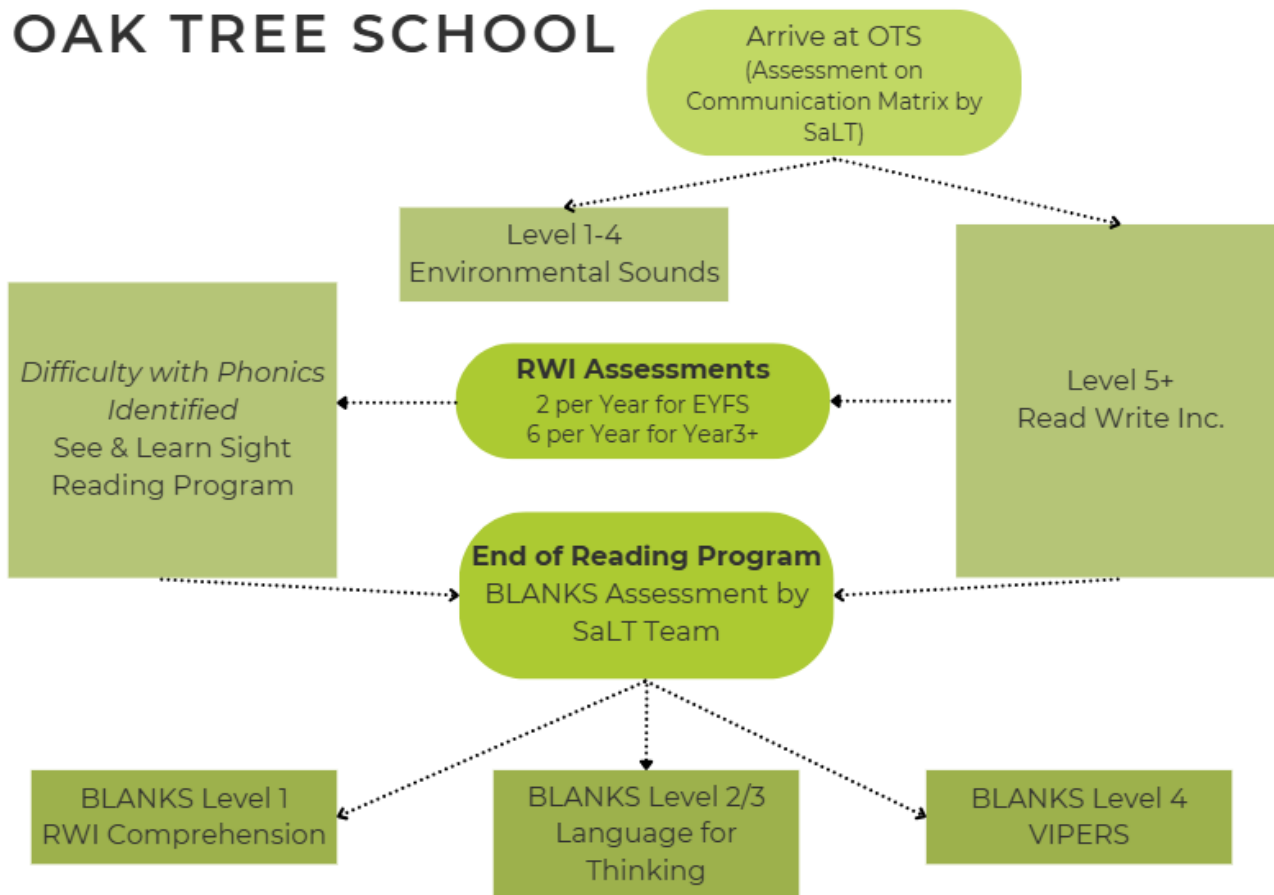 OAK TREE SCHOOL
Arrive at OTS
(Assessment on
Communication Matrix by
SaLT)
Level 1-4
Environmental Sounds
Difficulty with Phonics
Identified
See & Learn Sight
Reading Program
RWI Assessments
2 per Year for EYFS
6 per Year for Year3+
Level 5+
Read Write Inc.
End of Reading Program
BLANKS Assessment by
SaLT Team
BLANKS Level 1
RWI Comprehension
BLANKS Level 2/3
Language for
Thinking
BLANKS Level 4
VIPERS